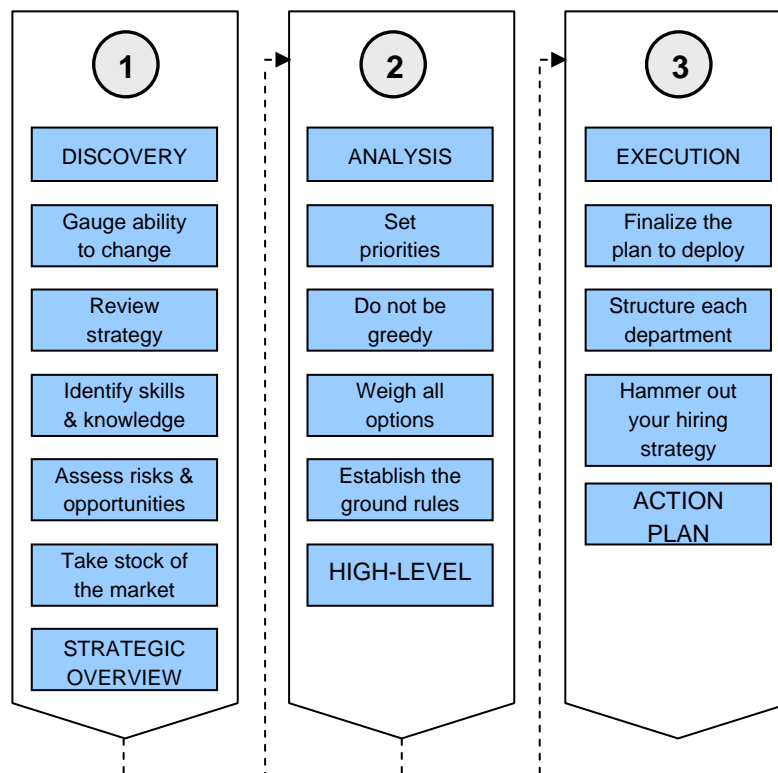 1
DISCOVERY
Gauge ability
to change
Review
strategy
Identify skills
& knowledge
Assess risks &
opportunities
Take stock of
the market
STRATEGIC
OVERVIEW
2
ANALYSIS
Set
priorities
Do not be
greedy
Weigh all
options
Establish the
ground rules
HIGH-LEVEL
3
EXECUTION
Finalize the
plan to deploy
Structure each
department
Hammer out
your hiring
strategy
ACTION
PLAN